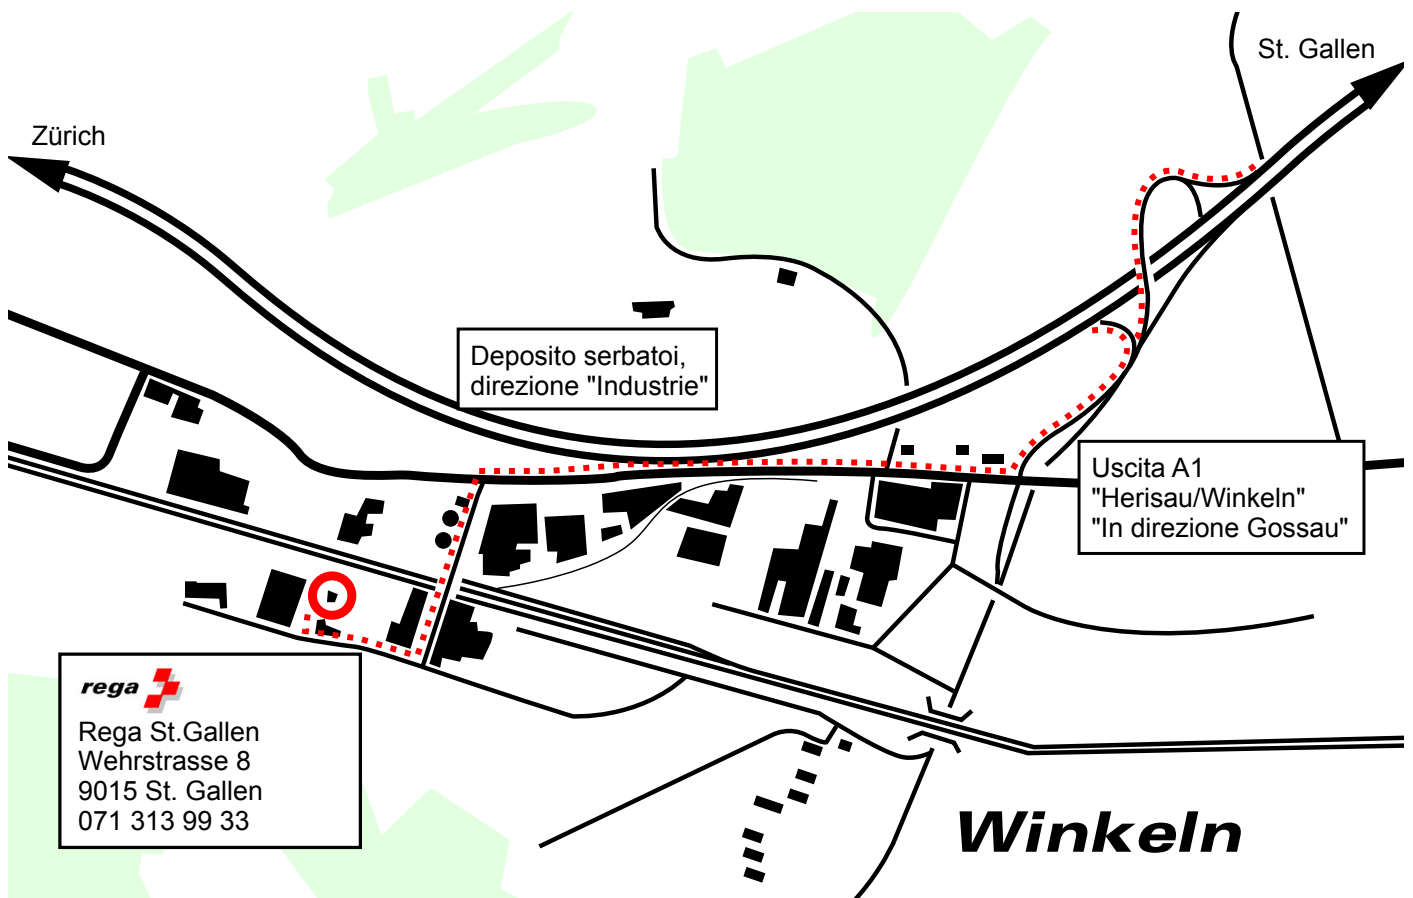 St. Gallen
Zürich
Deposito serbatoi,
direzione "Industrie"
Uscita A1
"Herisau/Winkeln"
"In direzione Gossau"
rega
Rega St.Gallen
Wehrstrasse 8
9015 St. Gallen
071 313 99 33
Winkeln